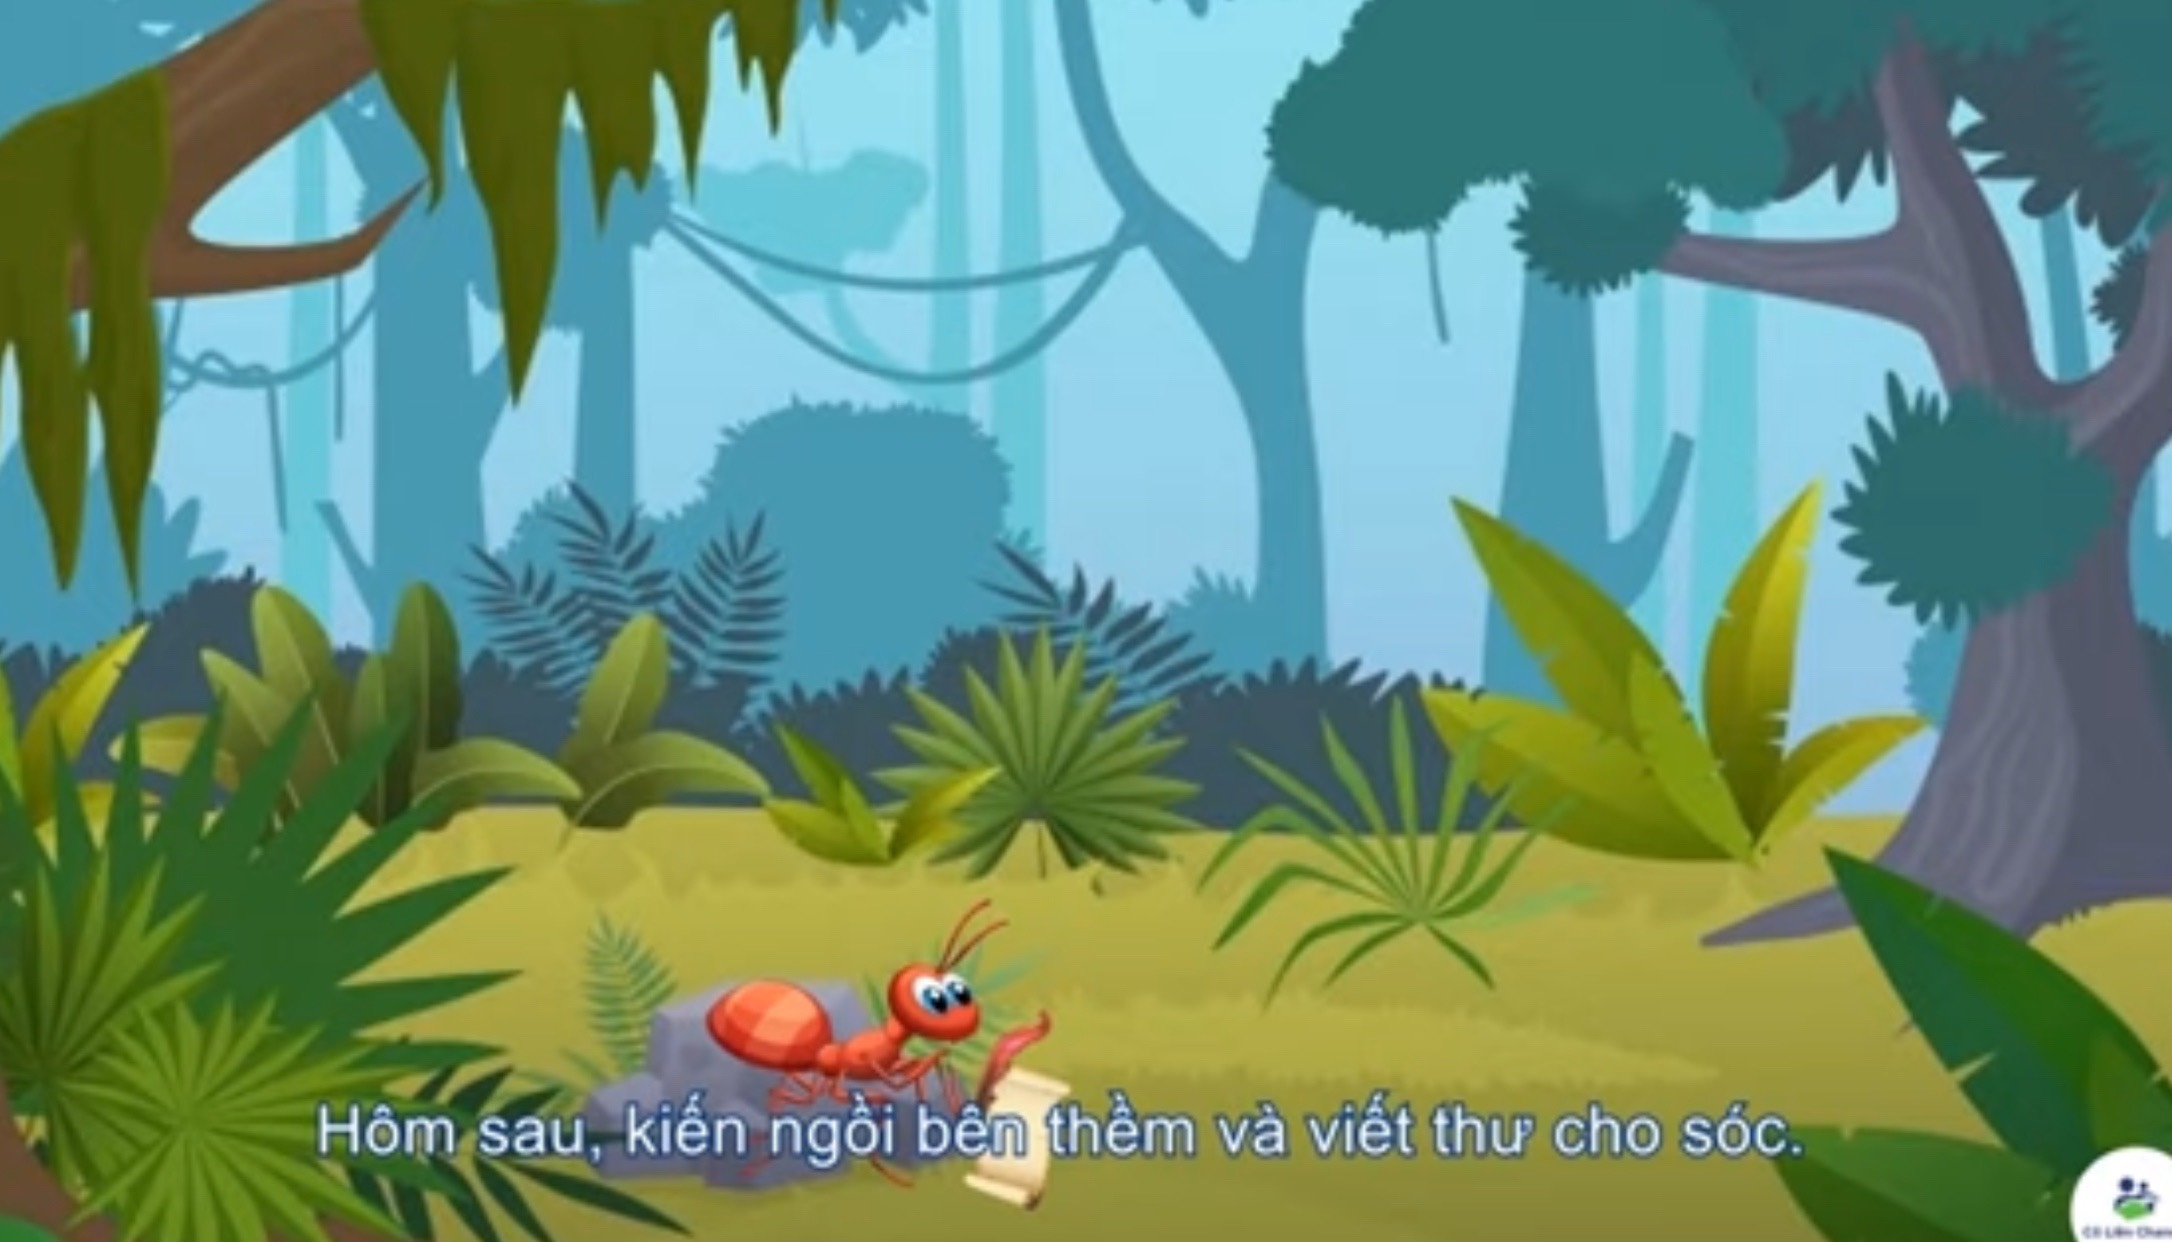 Hôm sau, kiến ngồi bên thềm và viết thư cho sóc.